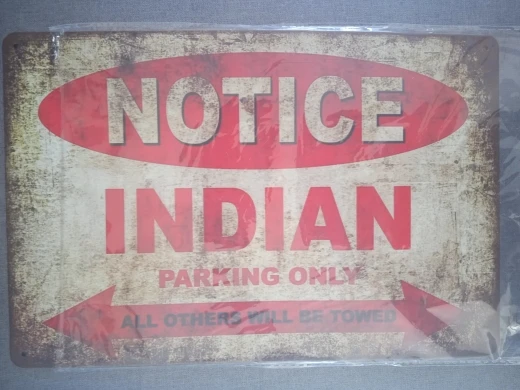 NOTICE
INDIAN
PARKING ONLY
ALL OTHERS WILL BE TOWED